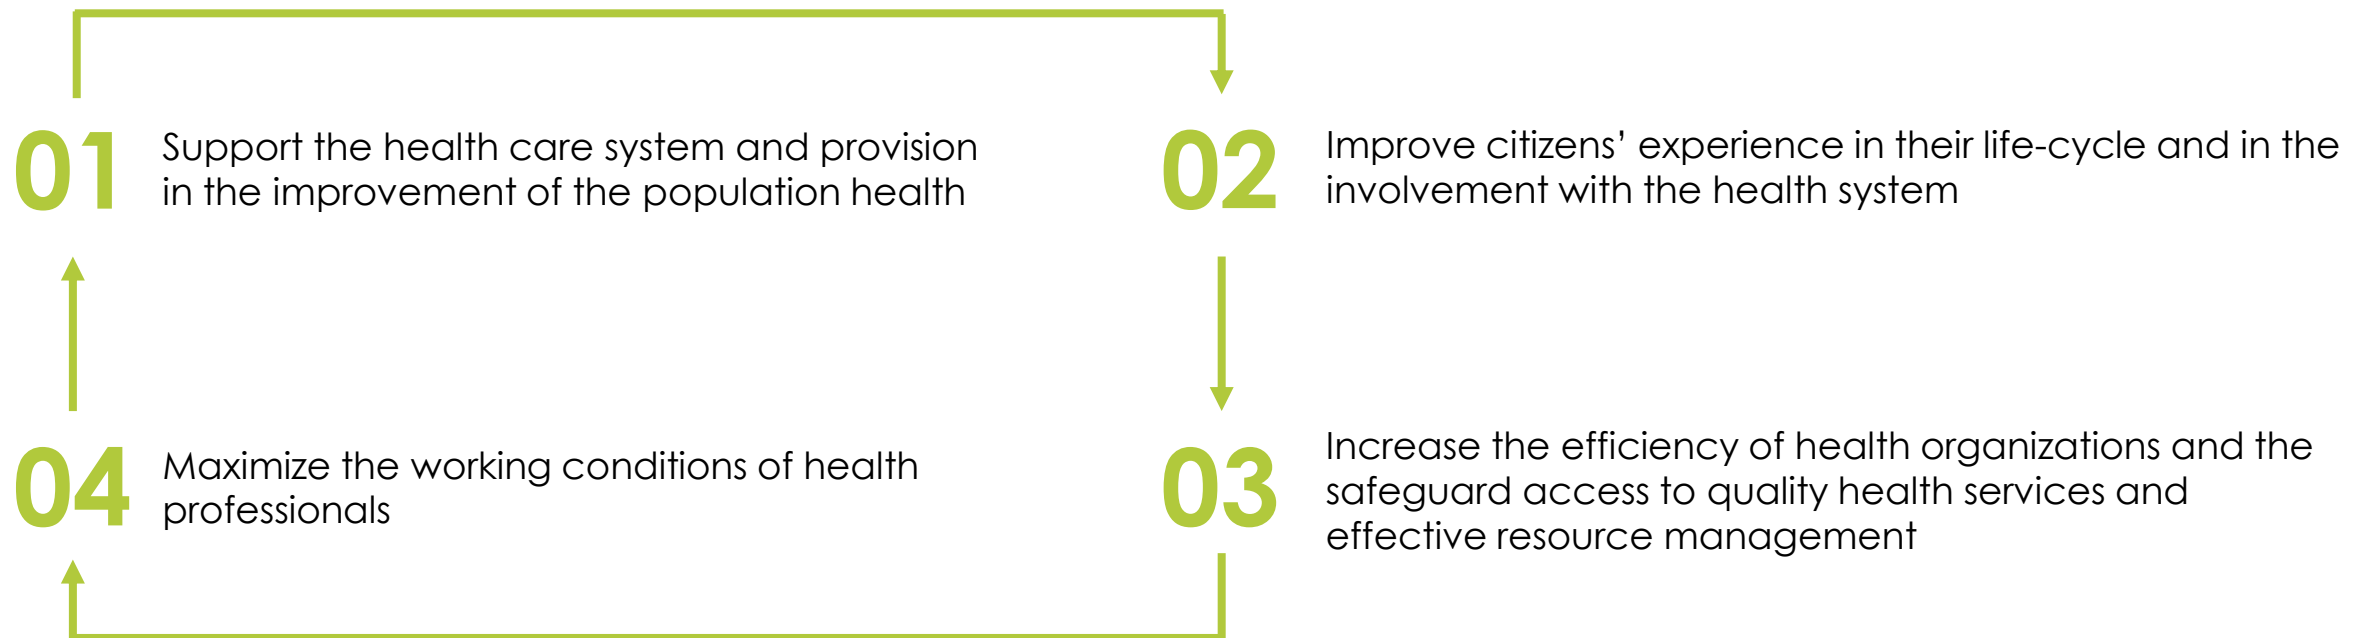 01
Support the health care system and provision
in the improvement of the population health
02
Improve citizens’ experience in their life-cycle and in the
involvement with the health system
03
Increase the efficiency of health organizations and the
safeguard access to quality health services and
effective resource management
04
Maximize the working conditions of health
professionals